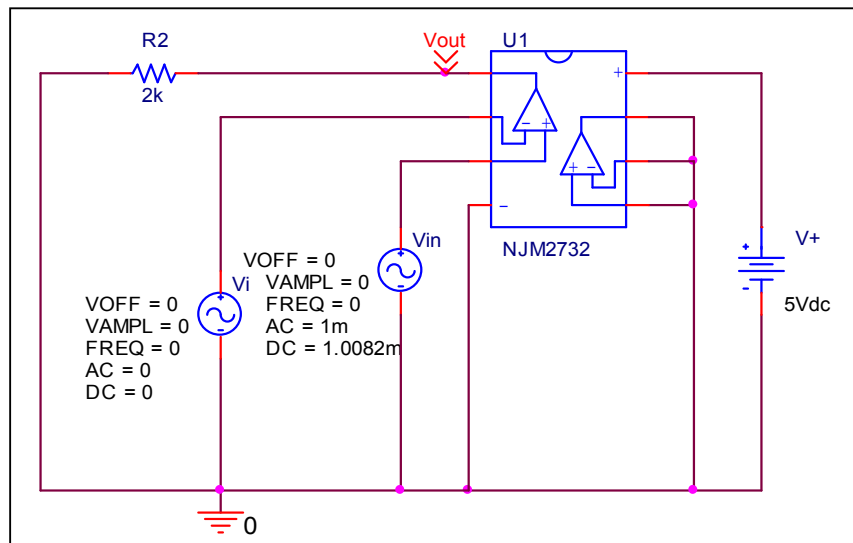 R2
2k
Vout
U1
+
- +
+ -
-
NJM2732
Vi
VOFF = 0
VAMPL = 0
FREQ = 0
AC = 0
DC = 0
+
-
Vin
VOFF = 0
VAMPL = 0
FREQ = 0
AC = 1m
DC = 1.0082m
+
-
V+
+
-
5Vdc
0